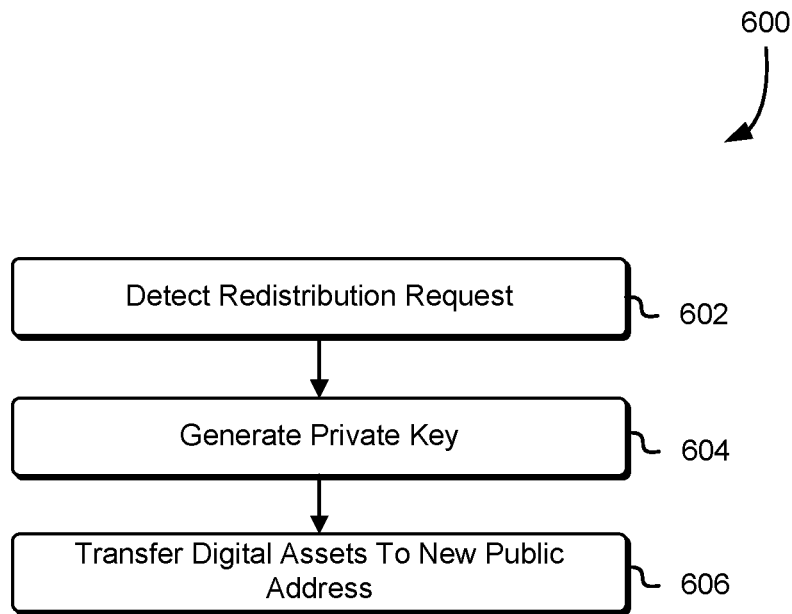 600
Detect Redistribution Request
602
Generate Private Key
604
Transfer Digital Assets To New Public
Address
606